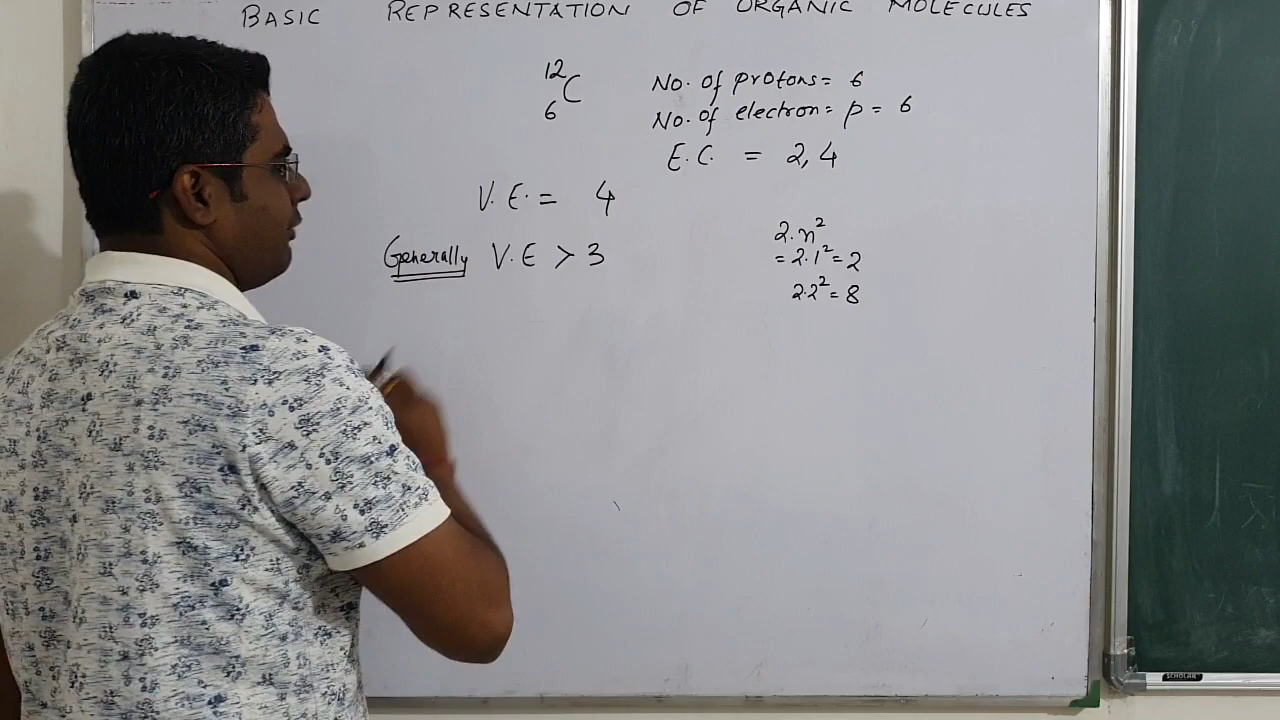 BASIC REPRESENTATION OF ORGANIC MOLECULES
12
6 C
No. of protons = 6
No. of electron = p = 6
E.C. = 2, 4
V.E. = 4
Generally V.E > 3
2.n²
= 2.1² = 2
2.2² = 8
SCHOLAR